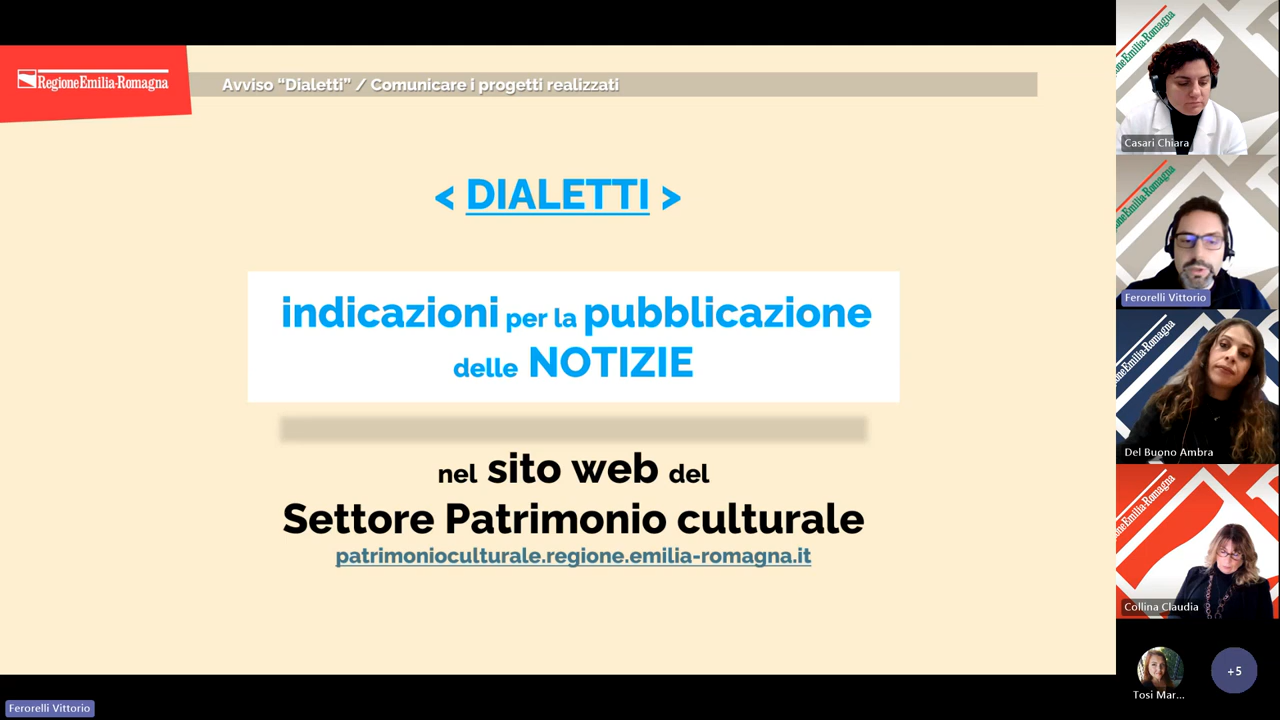 RegioneEmilia-Romagna
Avviso “Dialetti” / Comunicare i progetti realizzati
< DIALETTI >
indicazioni per la pubblicazione
delle NOTIZIE
nel sito web del
Settore Patrimonio culturale
patrimonioculturale.regione.emilia-romagna.it
Casari Chiara
Ferorelli Vittorio
Del Buono Ambra
Collina Claudia
Tosi Mar...
+5
Ferorelli Vittorio